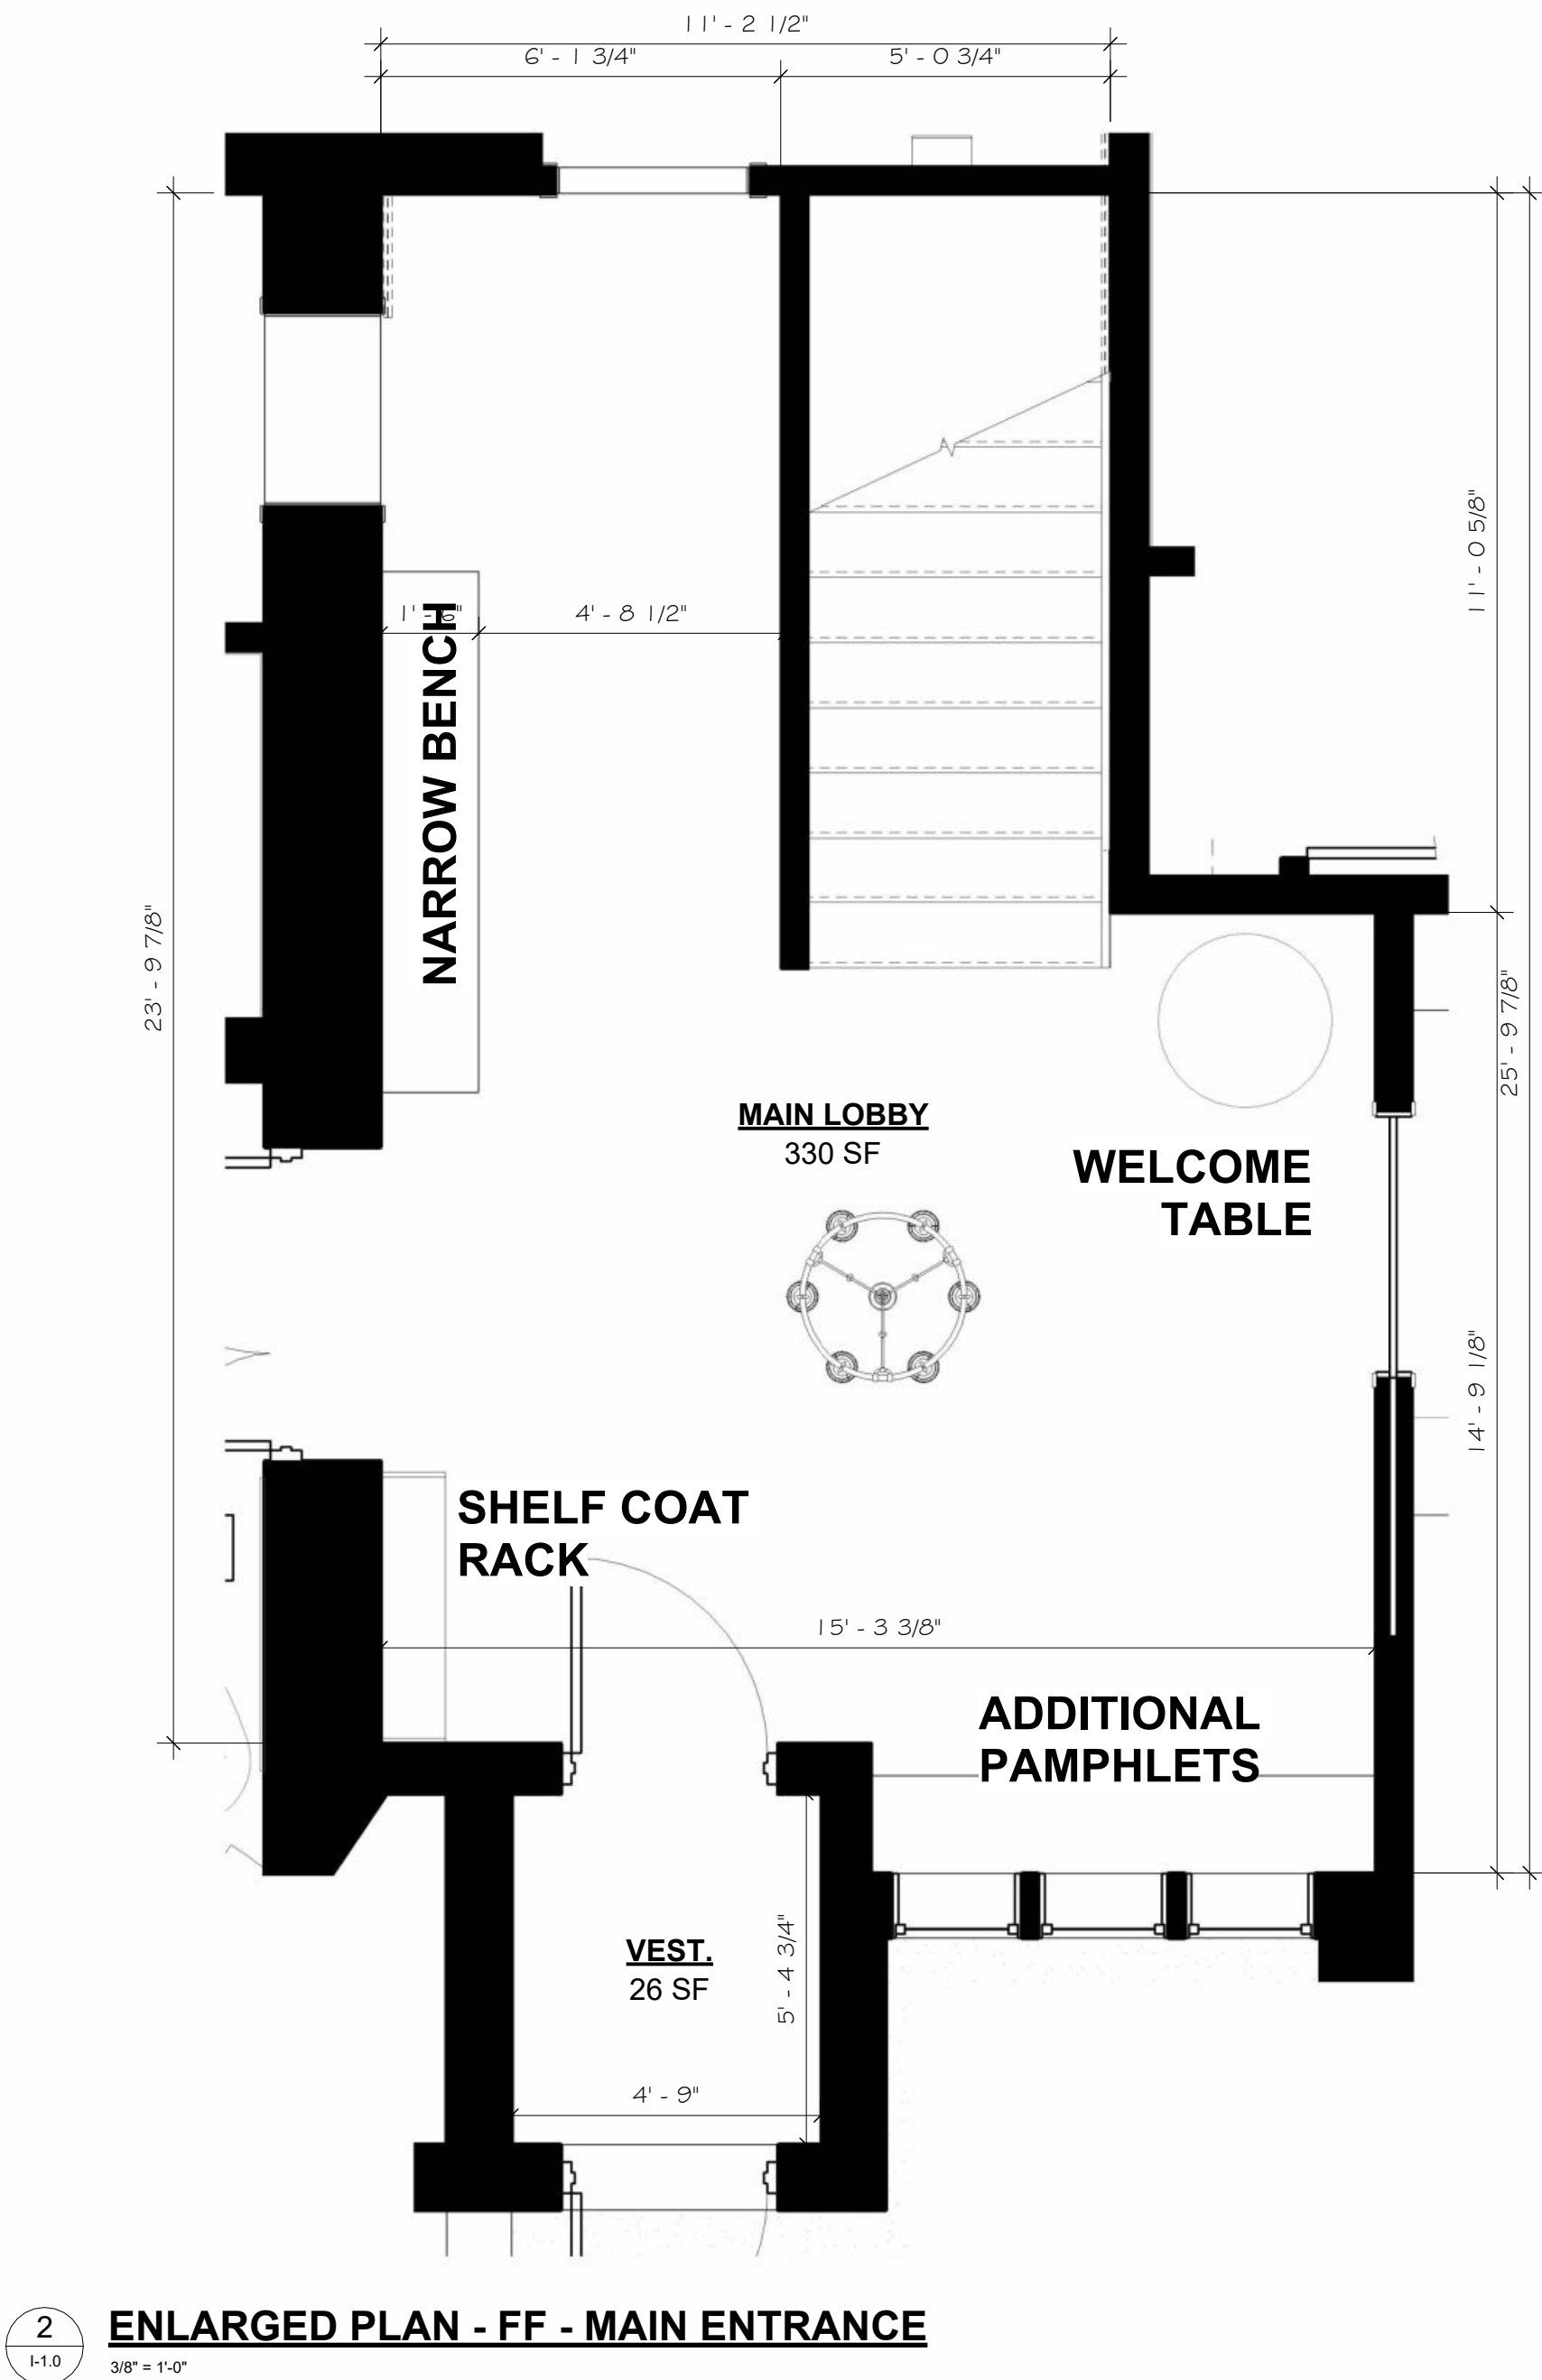 11' - 2 1/2"
6' - 1 3/4"
5' - 0 3/4"
11' - 0 5/8"
1' - 6"
4' - 8 1/2"
NARROW BENCH
23' - 9 7/8"
25' - 9 7/8"
MAIN LOBBY
330 SF
WELCOME
TABLE
14' - 9 1/8"
SHELF COAT
RACK
15' - 3 3/8"
ADDITIONAL
PAMPHLETS
VEST.
26 SF
5' - 4 3/4"
4' - 9"
2
I-1.0
ENLARGED PLAN - FF - MAIN ENTRANCE
3/8" = 1'-0"